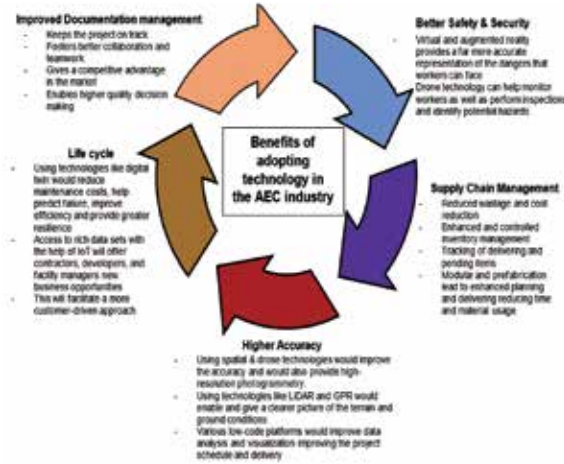 Improved Documentation management
- Keeps the project on track
- Fosters better collaboration and
teamwork
- Gives a competitive advantage
in the market
- Enables higher quality decision
making
Better Safety & Security
- Virtual and augmented reality
provides a far more accurate
representation of the dangers that
workers can face
- Drone technology can help monitor
workers as well as perform inspections
and identify potential hazards
Benefits of
adopting
technology in
the AEC industry
Supply Chain Management
- Reduced wastage and cost
reduction
- Enhanced and controlled
inventory management
- Tracking of delivering and
pending items
- Modular and prefabrication
lead to enhanced planning
and delivering reducing time
and material usage
Life cycle
- Using technologies like digital
twin would reduce
maintenance costs, help
predict failure, improve
efficiency and provide greater
resilience
- Access to rich data sets with
the help of IoT will offer
contractors, developers, and
facility managers new
business opportunities
- This will facilitate a more
customer-driven approach
Higher Accuracy
- Using spatial & drose technologies would improve
the accuracy and would also provide high-
resolution photogrammetry.
- Using technologies like LiDAR and GPR would
enable and give a clearer picture of the terrain and
ground conditions
- Various low-code platforms would improve data
analysis and visualization improving the project
schedule and delivery